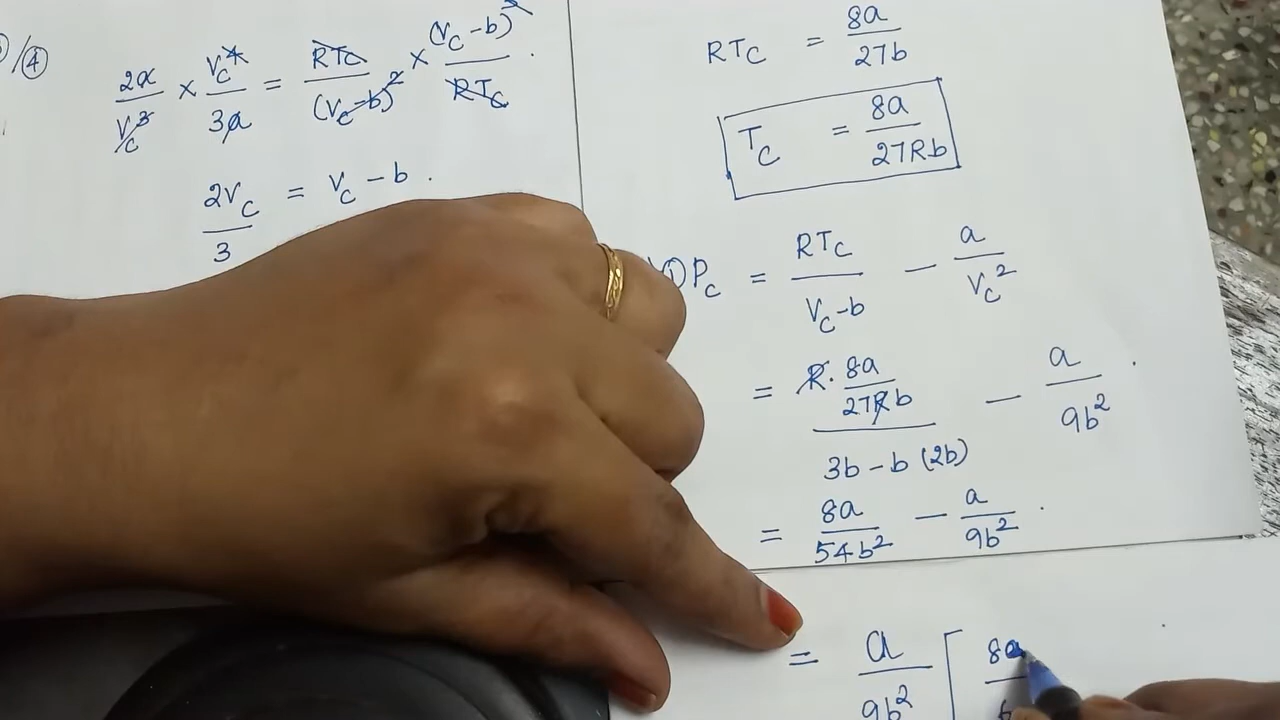 /④
2a/Vc³ × Vc⁴/3a = RTc/(Vc-b)² × (Vc-b)³/RTc .
2Vc/3 = Vc - b .
RTc = 8a/27b
Tc = 8a/27Rb
① Pc = RTc/(Vc-b) - a/Vc²
= (R. 8a/27Rb)/(3b-b (2b)) - a/9b² .
= 8a/54b² - a/9b² .
= a/9b² [ 8a